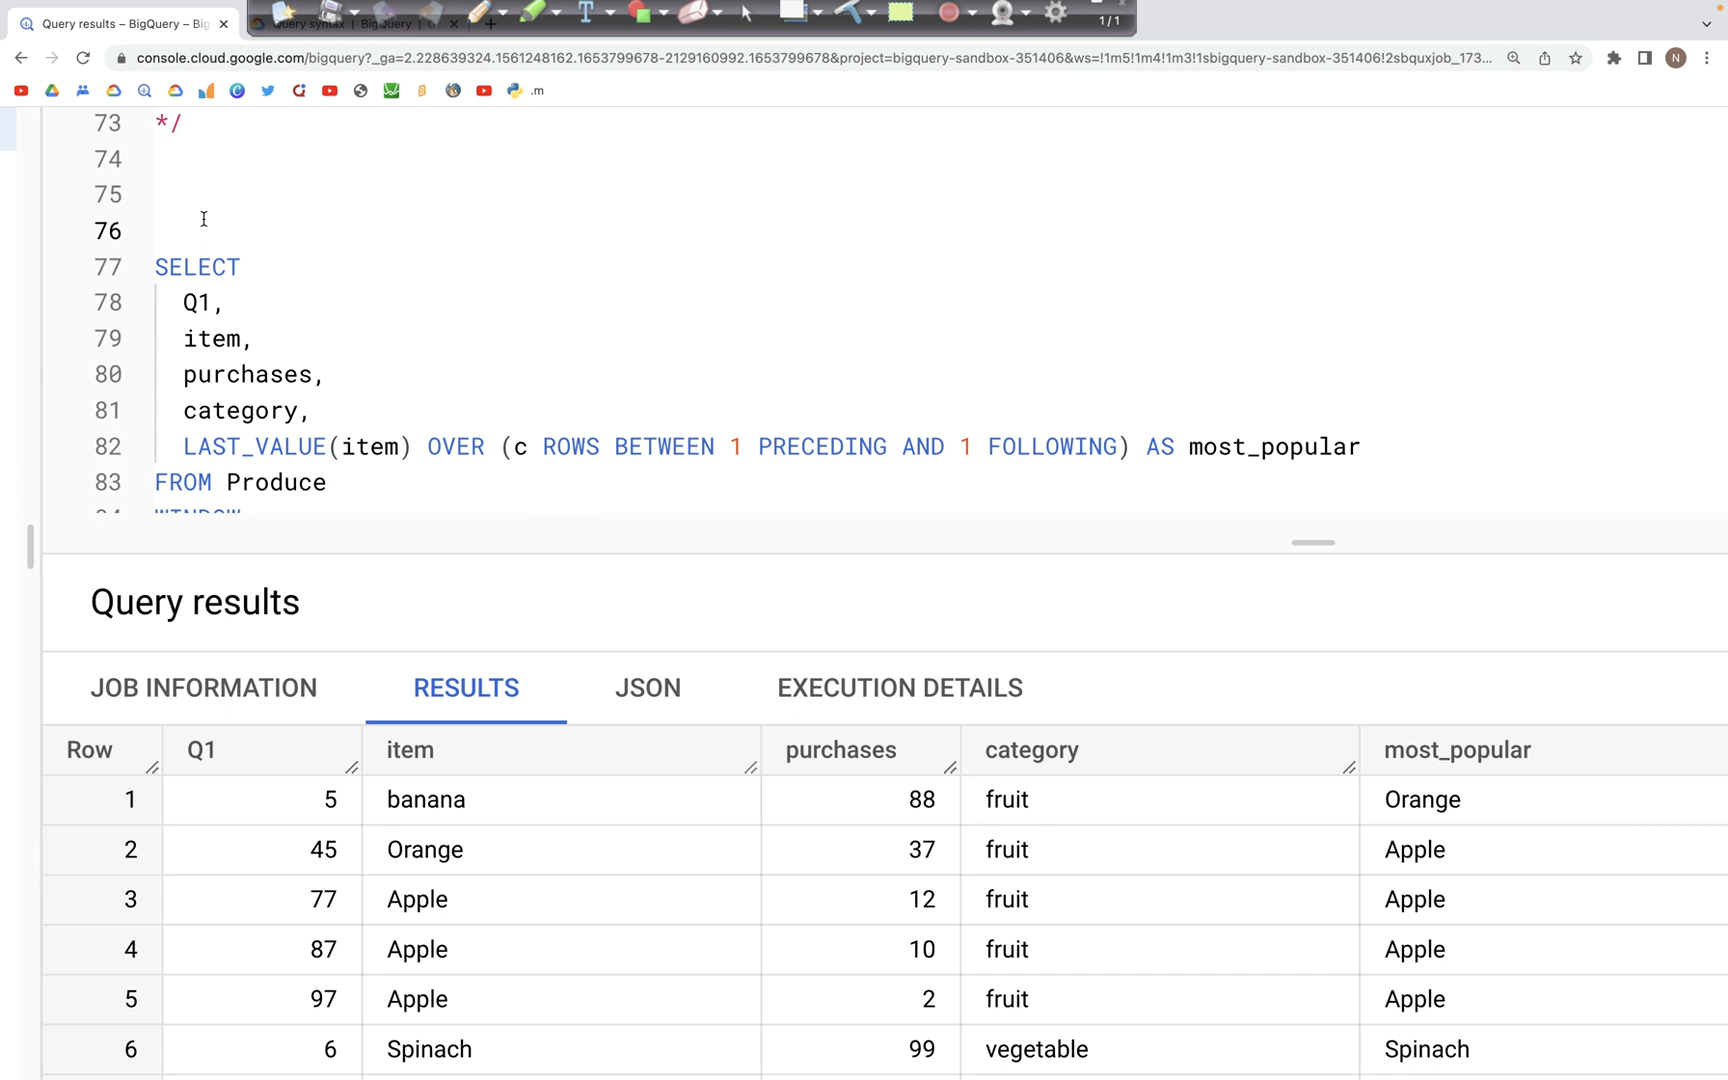 Query results – BigQuery – Big
Query syntax | BigQuery | G
1/1
console.cloud.google.com/bigquery?_ga=2.228639324.1561248162.1653799678-2129160992.1653799678&project=bigquery-sandbox-351406&ws=!1m5!1m4!1m3!1sbigquery-sandbox-351406!2sbquxjob_173...
N
.m
73 */
74
75
76
77 SELECT
78 Q1,
79 item,
80 purchases,
81 category,
82 LAST_VALUE(item) OVER (c ROWS BETWEEN 1 PRECEDING AND 1 FOLLOWING) AS most_popular
83 FROM Produce
84 WINDOW
Query results
JOB INFORMATION RESULTS JSON EXECUTION DETAILS
Row Q1 item purchases category most_popular
1 5 banana 88 fruit Orange
2 45 Orange 37 fruit Apple
3 77 Apple 12 fruit Apple
4 87 Apple 10 fruit Apple
5 97 Apple 2 fruit Apple
6 6 Spinach 99 vegetable Spinach